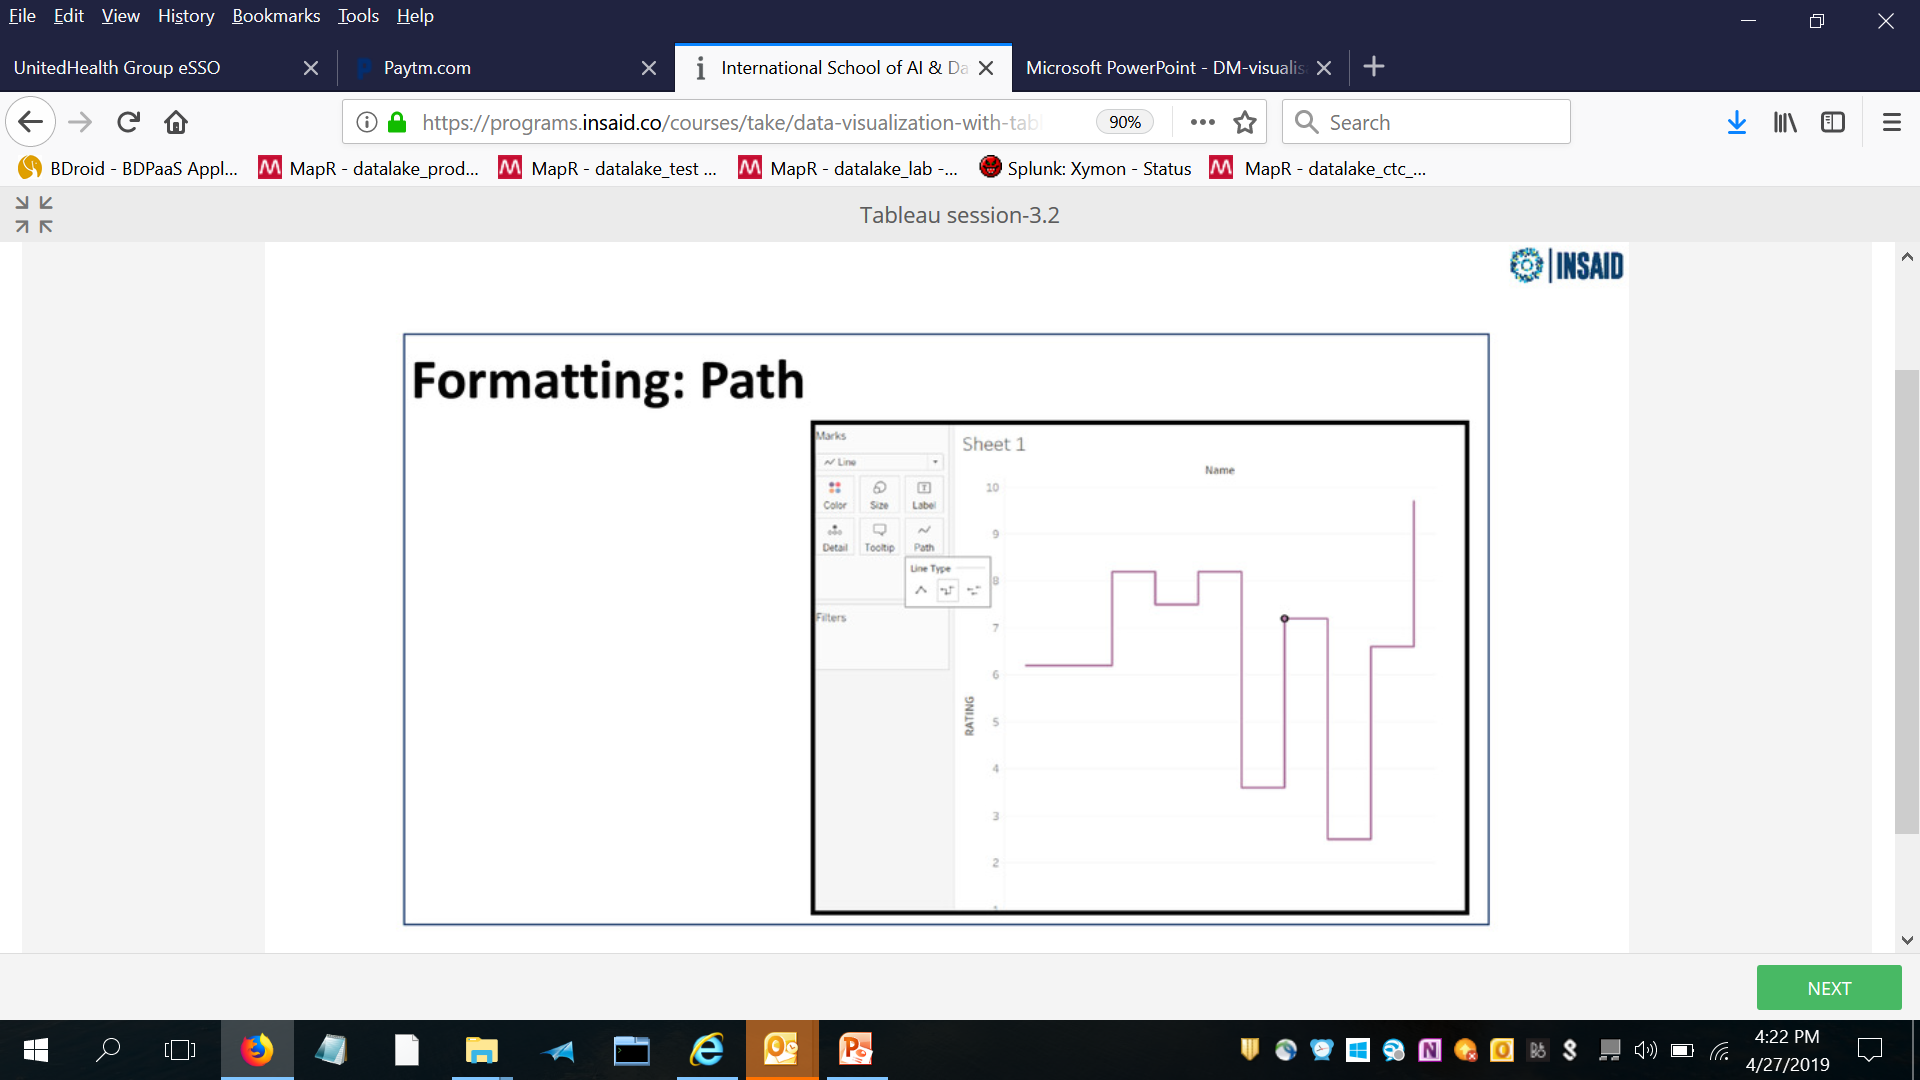 File Edit View History Bookmarks Tools Help
UnitedHealth Group eSSO
Paytm.com
International School of AI & Da
Microsoft PowerPoint - DM-visualis
https://programs.insaid.co/courses/take/data-visualization-with-tabl
90%
Search
BDroid - BDPaaS Appl...
MapR - datalake_prod...
MapR - datalake_test ...
MapR - datalake_lab -...
Splunk: Xymon - Status
MapR - datalake_ctc_...
Tableau session-3.2
INSAID
Formatting: Path
Marks
Line
Color Size Label
Detail Tooltip Path
Line Type
Filters
Sheet 1
Name
10
9
8
7
6
5
4
3
2
RATING
NEXT
4:22 PM
4/27/2019